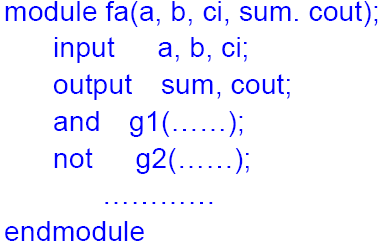 module fa(a, b, ci, sum. cout);
input a, b, ci;
output sum, cout;
and g1(……);
not g2(……);
…………
endmodule